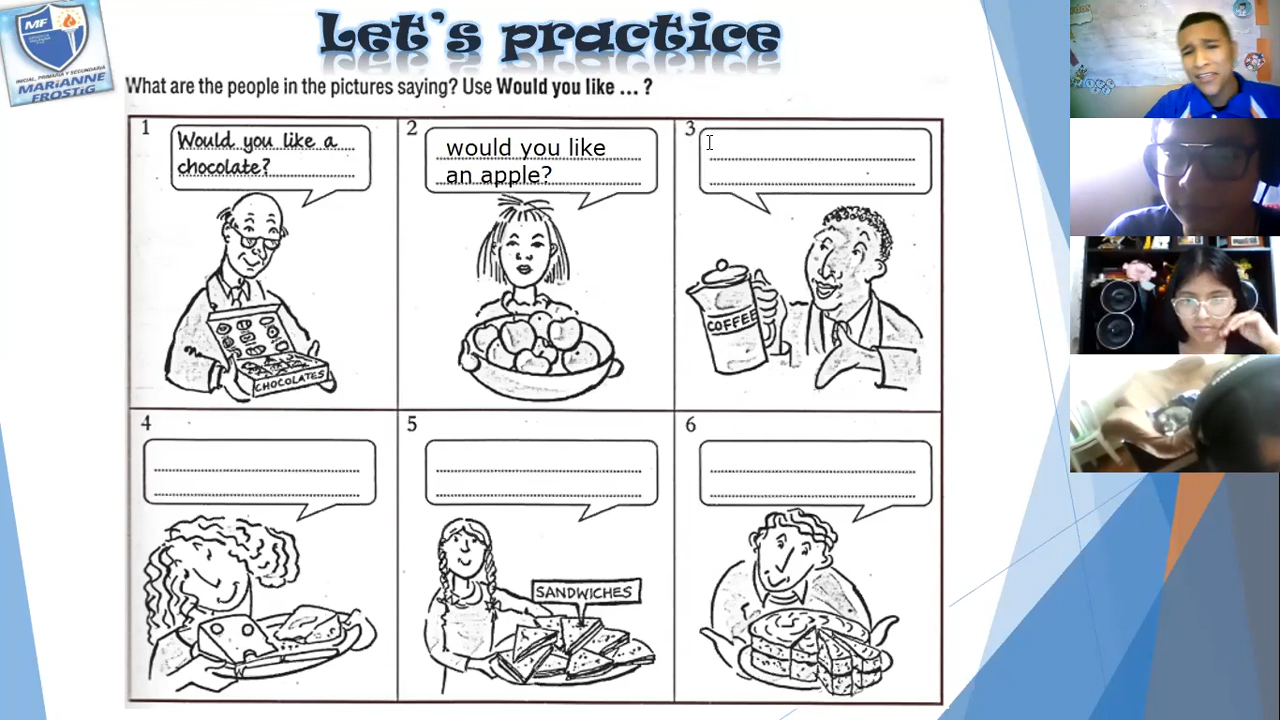 Let's practice
MF
INICIAL, PRIMARIA Y SECUNDARIA
MARIANNE
FROSTIG
What are the people in the pictures saying? Use Would you like ... ?
1
Would you like a
chocolate?
CHOCOLATES
2
would you like
an apple?
3
COFFEE
4
5
SANDWICHES
6